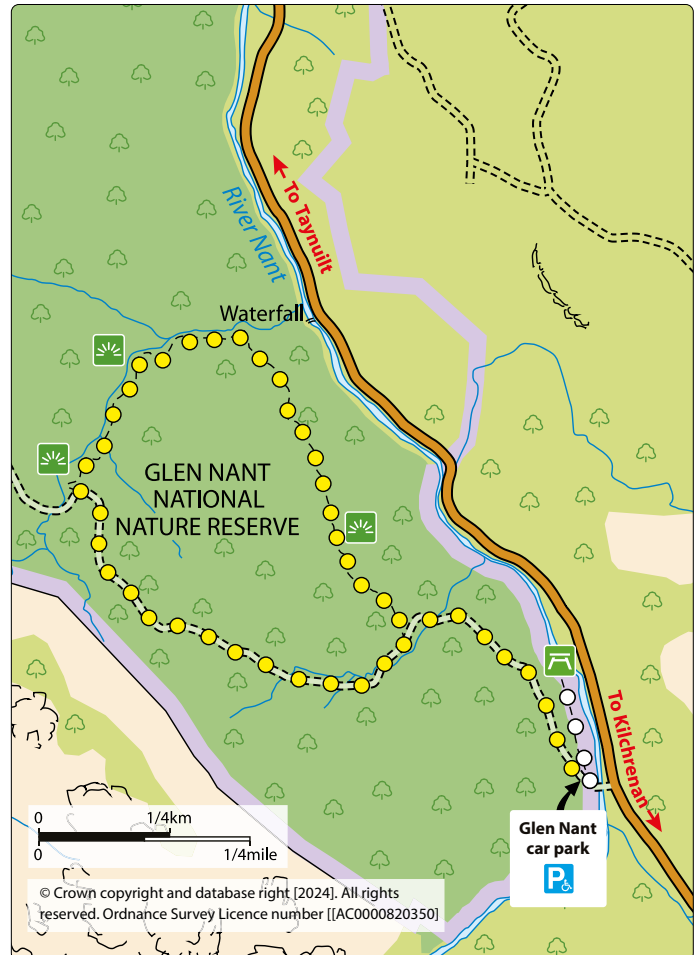 To Taynuilt
River Nant
Waterfall
GLEN NANT
NATIONAL
NATURE RESERVE
To Kilchrenan
Glen Nant
car park
P
0 1/4km
0 1/4mile
© Crown copyright and database right [2024]. All rights
reserved. Ordnance Survey Licence number [[AC0000820350]